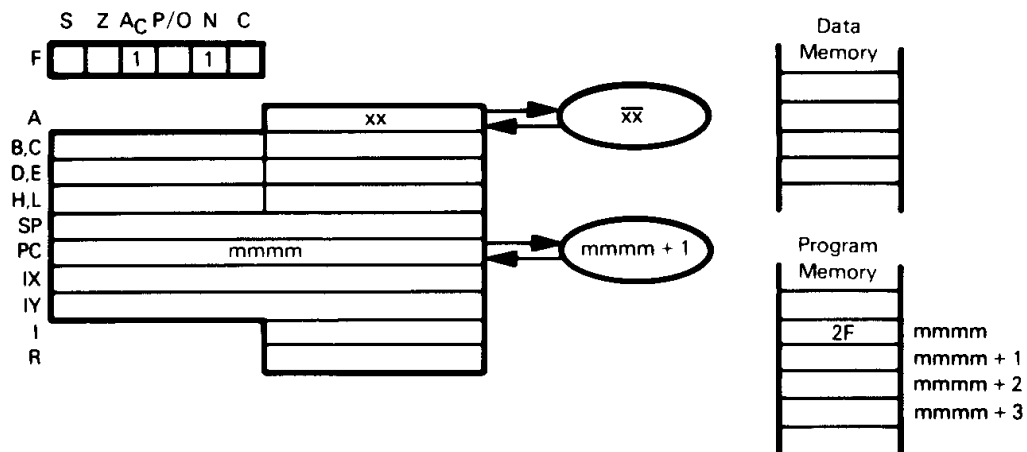 S Z AC P/O N C
F 1 1
A xx x̅x̅
B,C
D,E
H,L
SP
PC mmmm mmmm + 1
IX
IY
I
R
Data
Memory
Program
Memory
2F mmmm
mmmm + 1
mmmm + 2
mmmm + 3